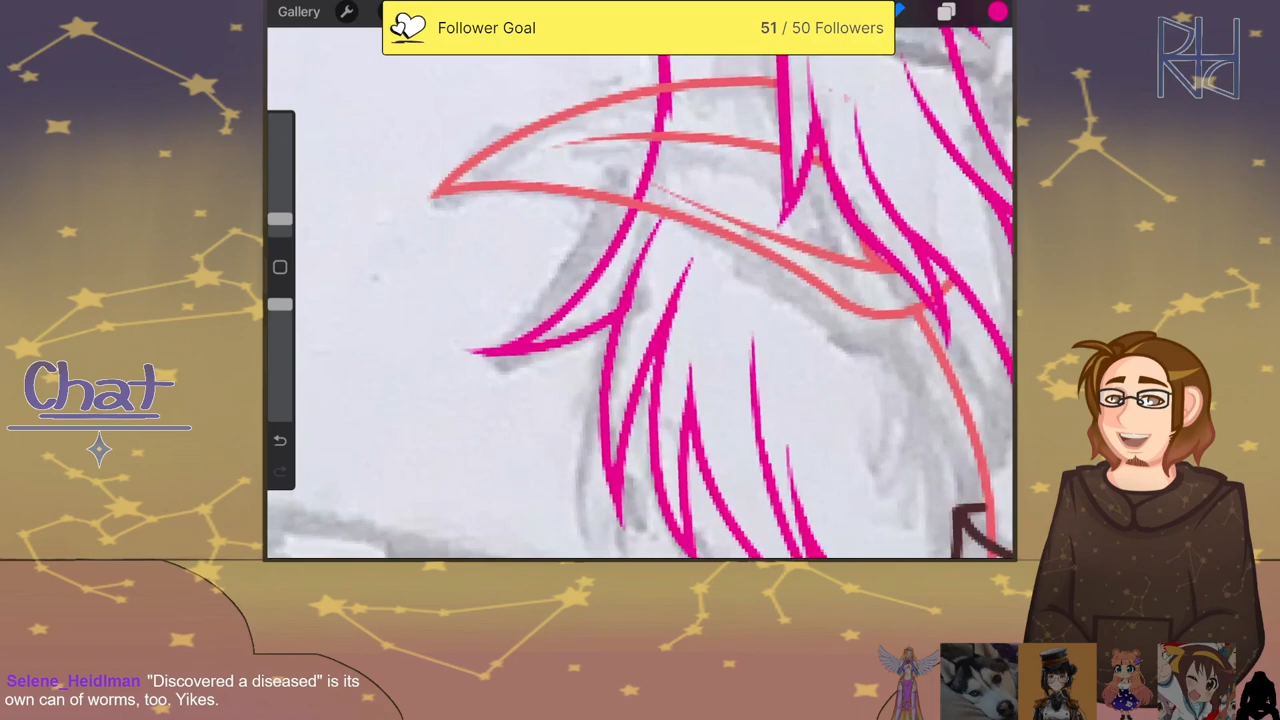 Gallery
Follower Goal
51 / 50 Followers
Chat
Selene_Heidlman "Discovered a diseased" is its
own can of worms, too. Yikes.